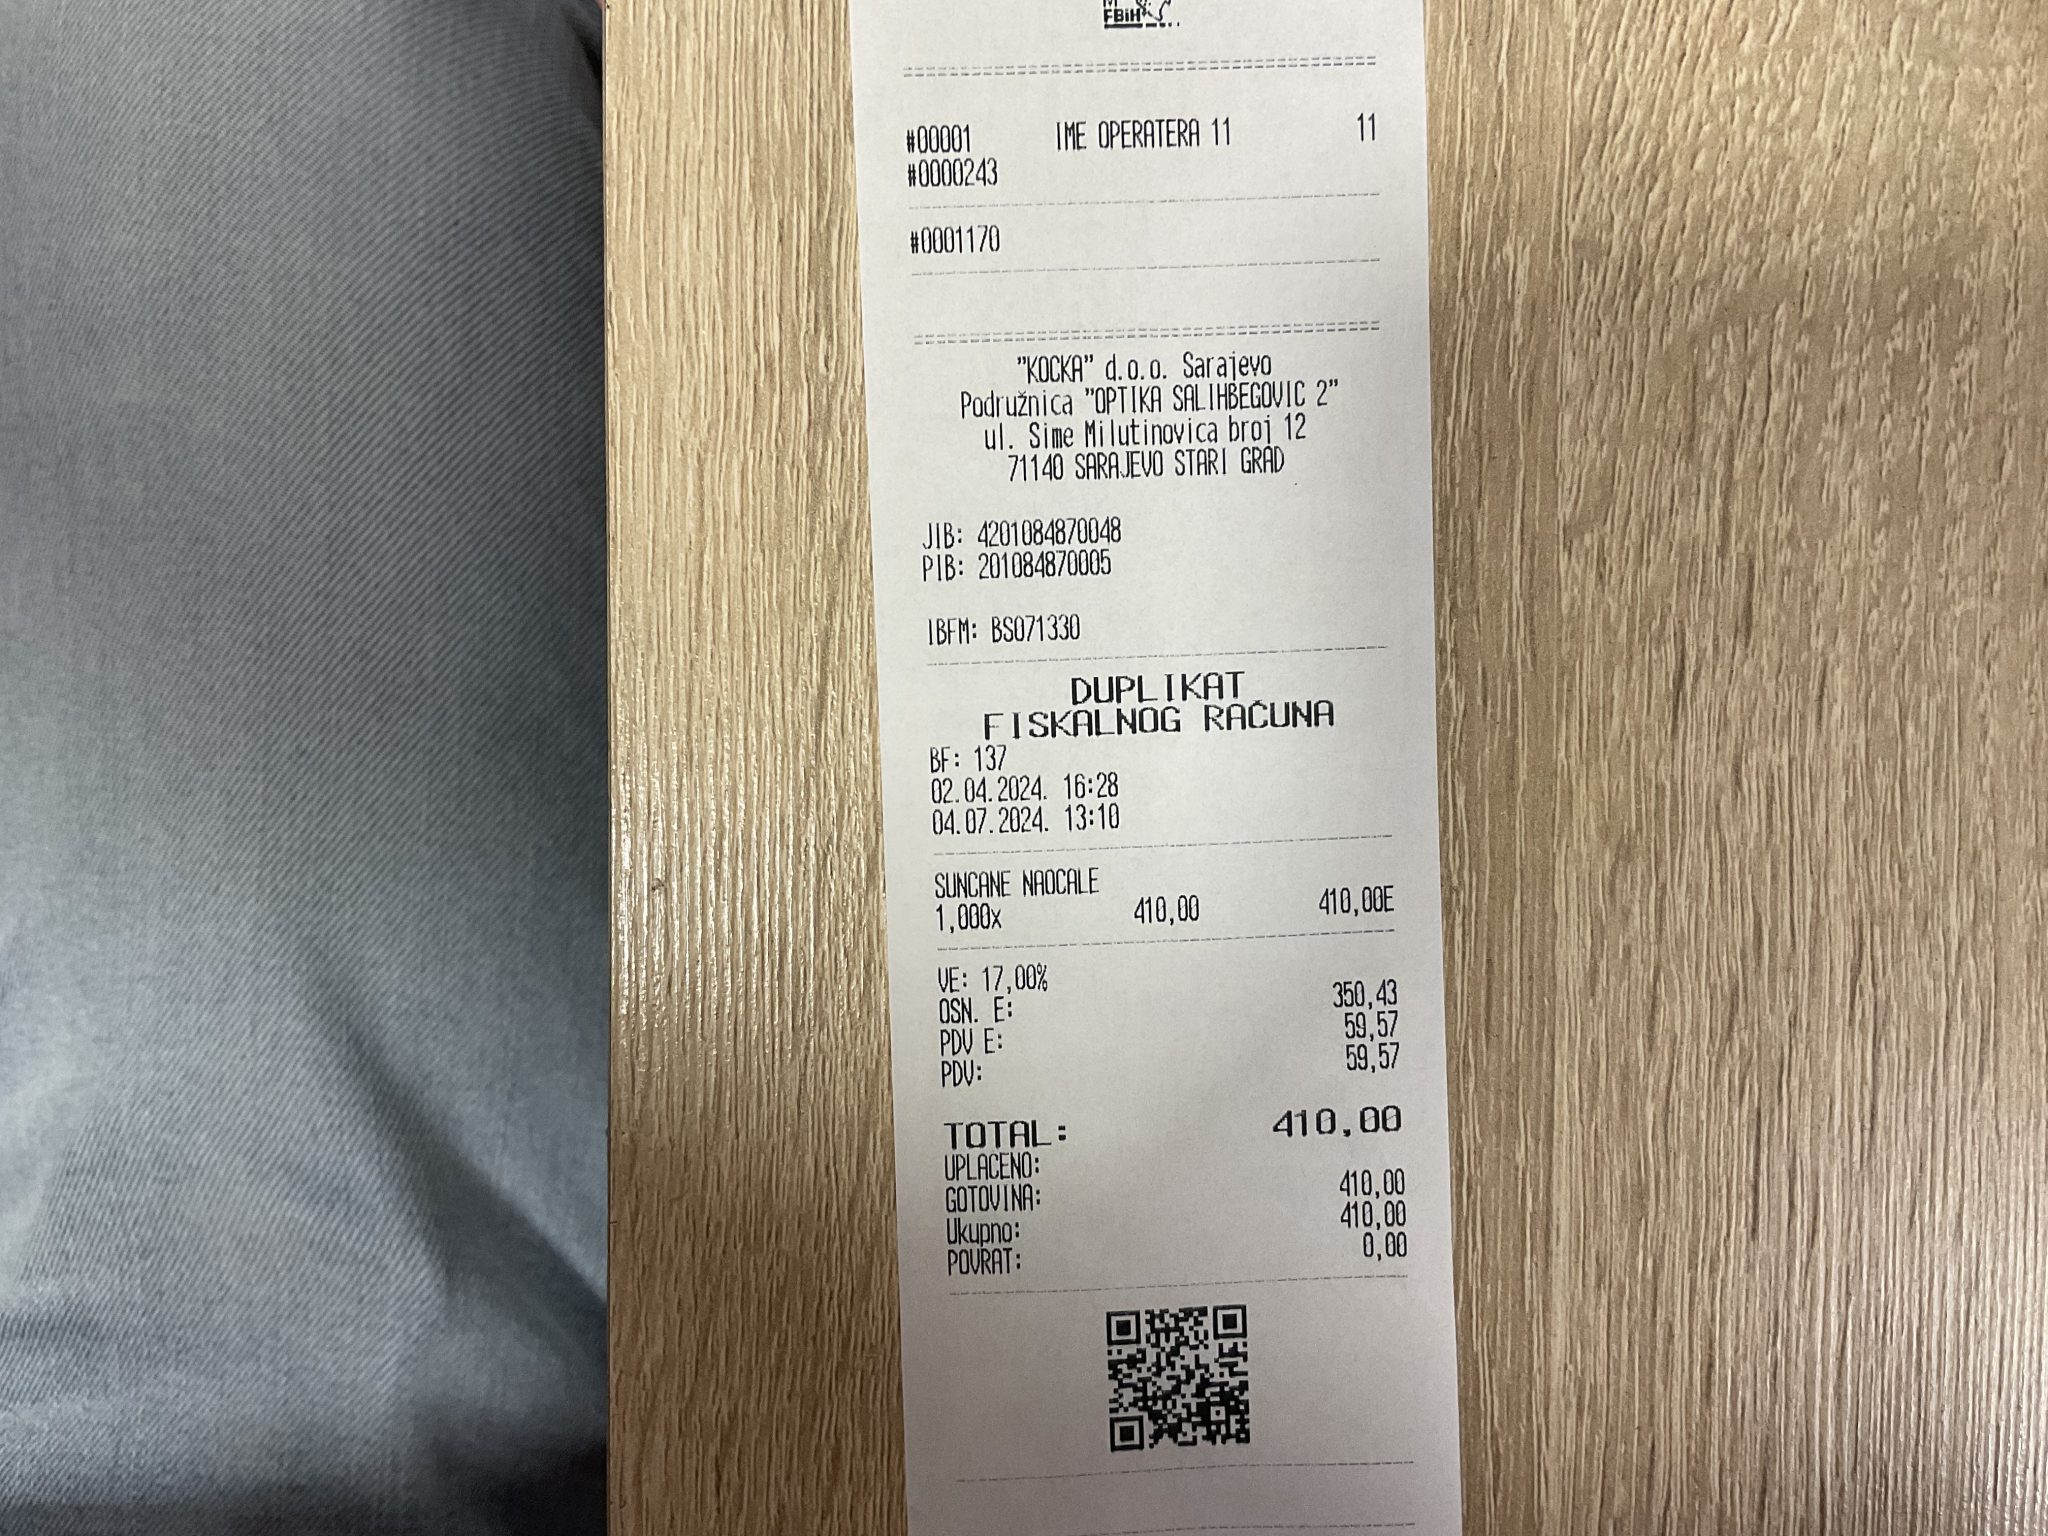 FBiH
#00001 IME OPERATERA 11 11
#0000243
#0001170
"KOCKA" d.o.o. Sarajevo
Podružnica "OPTIKA SALIHBEGOVIC 2"
ul. Sime Milutinovica broj 12
71140 SARAJEVO STARI GRAD
JIB: 4201084870048
PIB: 201084870005
IBFM: BS071330
DUPLIKAT
FISKALNOG RAČUNA
BF: 137
02.04.2024. 16:28
04.07.2024. 13:10
SUNCANE NAOCALE
1,000x 410,00 410,00E
VE: 17,00%
OSN. E: 350,43
PDV E: 59,57
PDV: 59,57
TOTAL: 410,00
UPLACENO:
GOTOVINA: 410,00
Ukupno: 410,00
POVRAT: 0,00